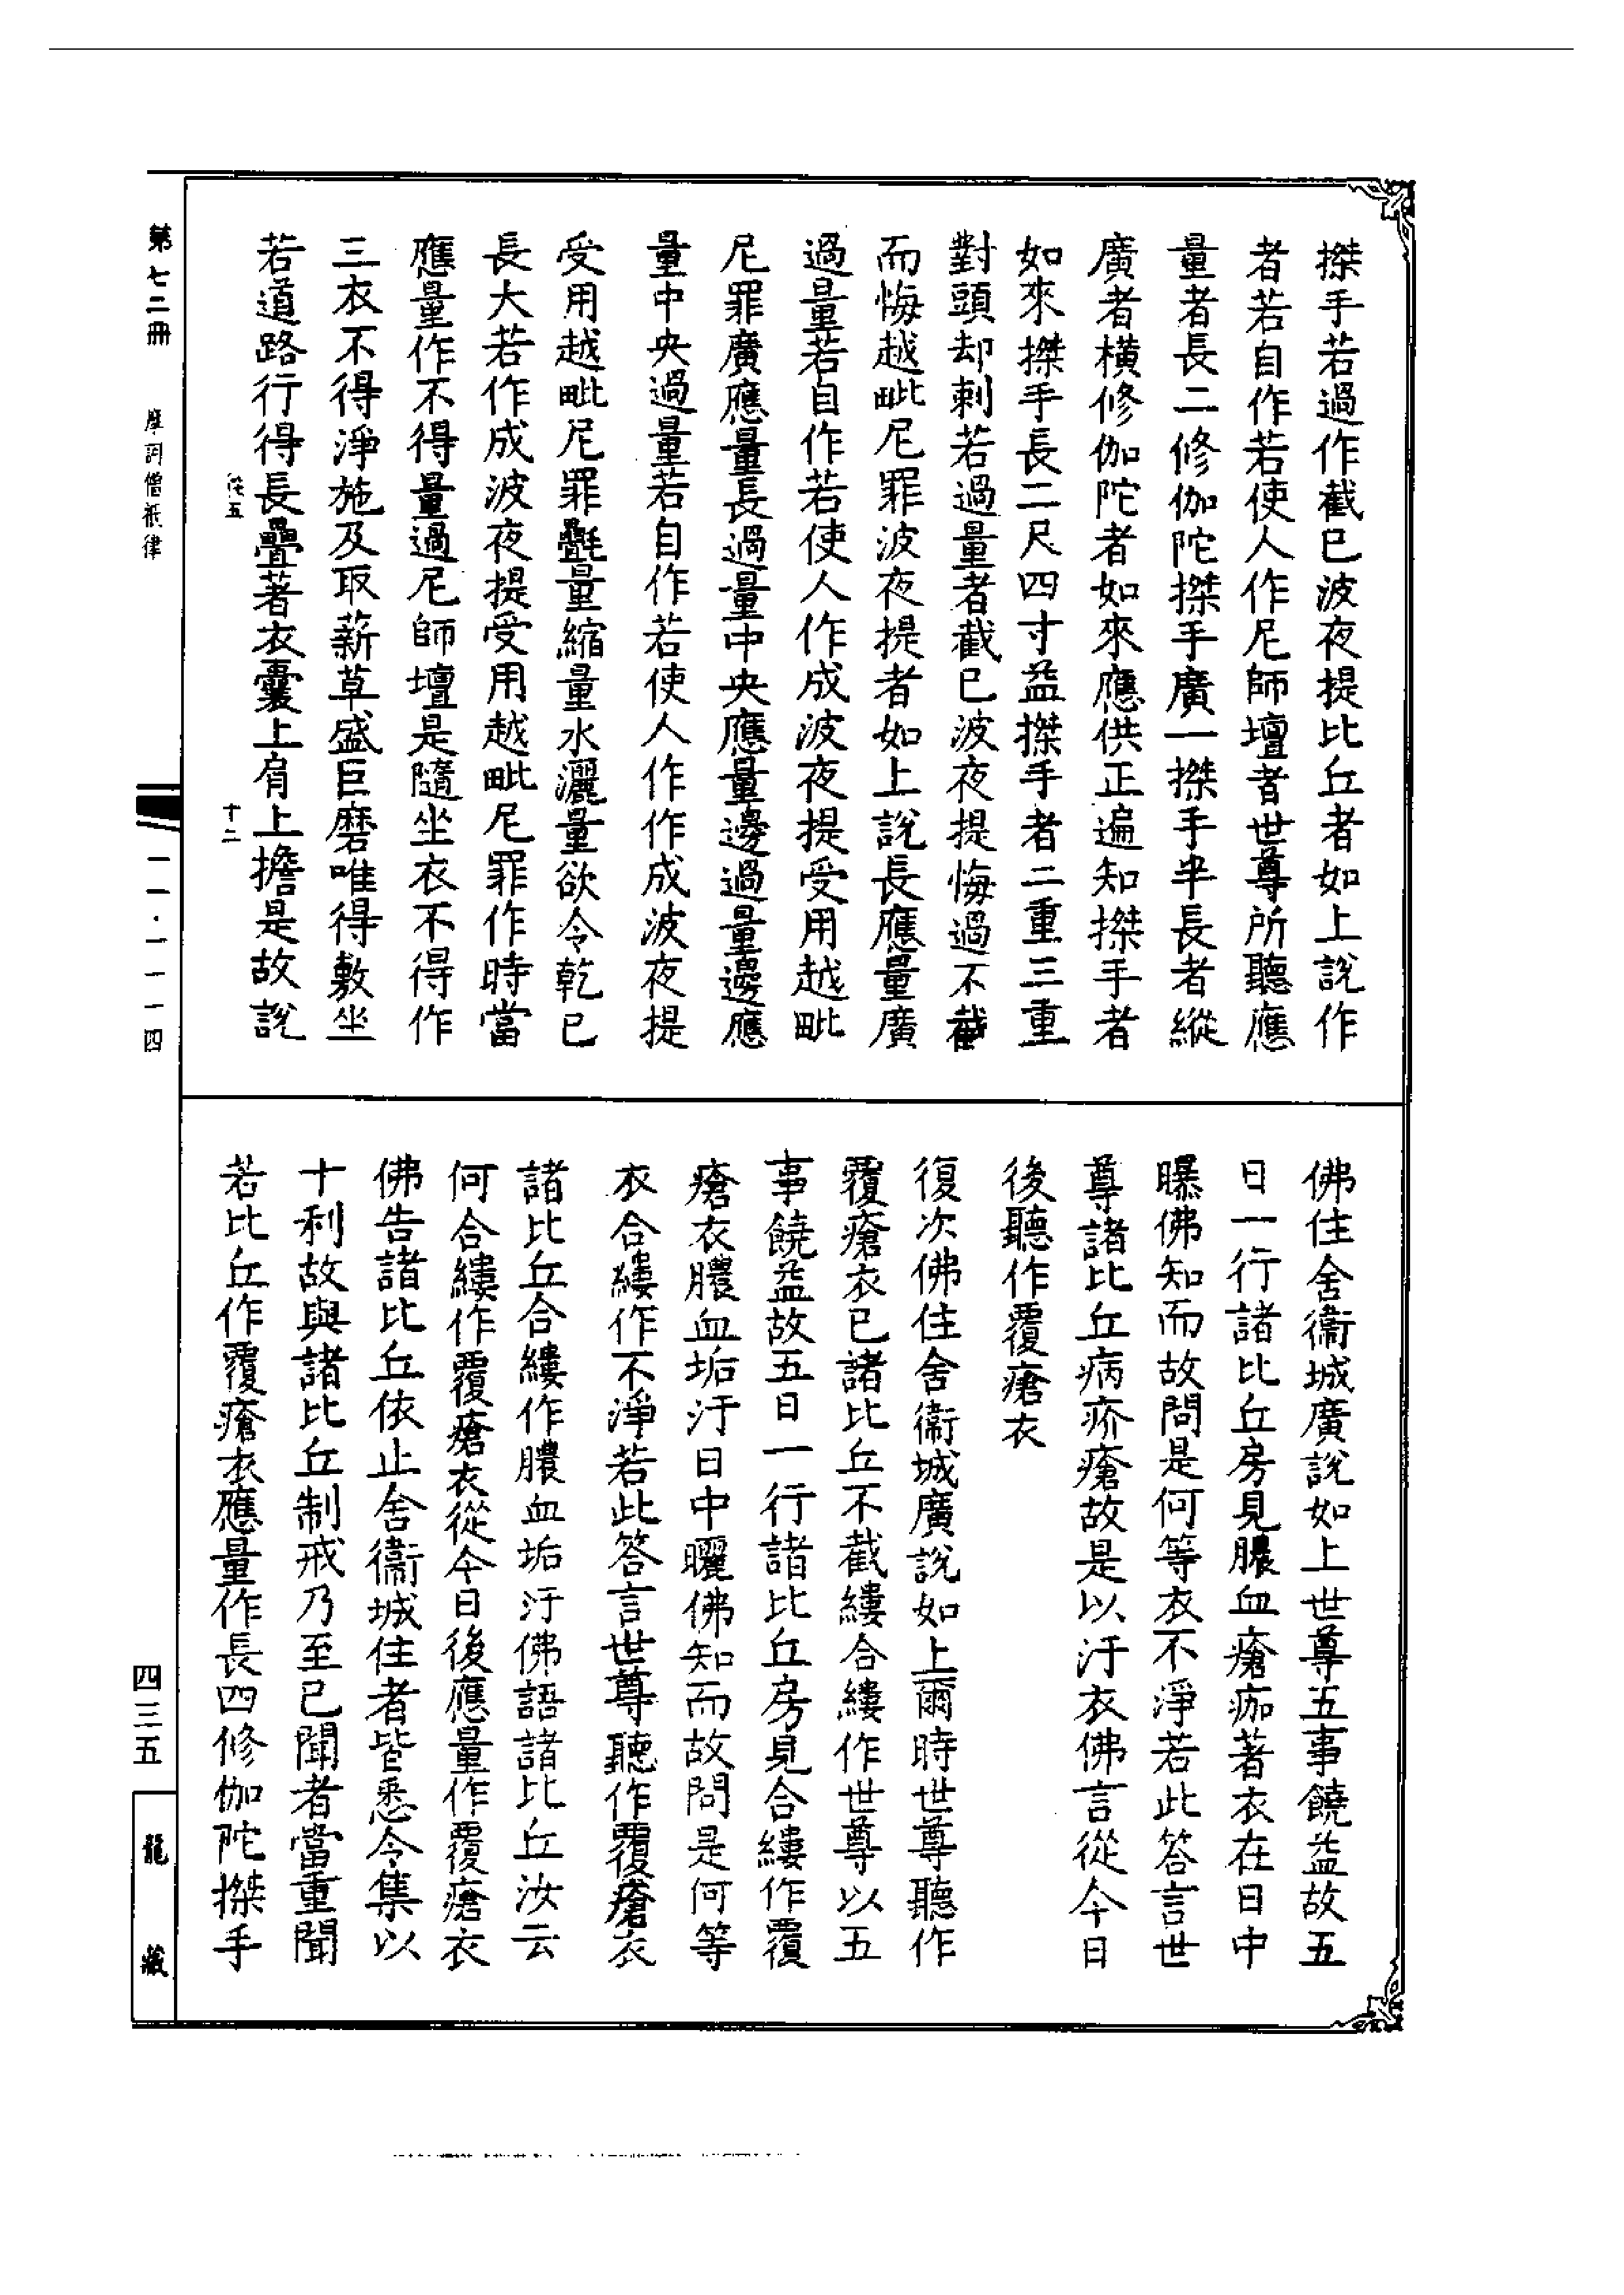 搩手若過作截已波夜提比丘者如上說作
者若自作若使人作尼師壇者世尊所聽應
量者長二修伽陀搩手廣一搩手半長者縱
廣者橫修伽陀者如來應供正遍知搩手者
如來搩手長二尺四寸益搩手者二重三重
對頭却刺若過量者截已波夜提悔過不截
而悔越毗尼罪波夜提者如上說長應量廣
過量若自作若使人作成波夜提受用越毗
尼罪廣應量長過量中央應量邊過量邊應
量中央過量若自作若使人作作成波夜提
受用越毗尼罪㲲量縮量水灑量欲令乾已
長大若作成波夜提受用越毗尼罪作時當
應量作不得量過尼師壇是隨坐衣不得作
三衣不得淨施及取薪草盛巨磨唯得敷坐
若道路行得長疊著衣囊上肩上擔是故說
佛住舍衞城廣說如上世尊五事饒益故五
日一行諸比丘房見膿血瘡痂著衣在日中
曝佛知而故問是何等衣不淨若此答言世
尊諸比丘病疥瘡故是以汙衣佛言從今日
後聽作覆瘡衣
復次佛住舍衞城廣說如上爾時世尊聽作
覆瘡衣已諸比丘不截縷合縷作世尊以五
事饒益故五日一行諸比丘房見合縷作覆
瘡衣膿血垢汙日中曬佛知而故問是何等
衣合縷作不淨若此答言世尊聽作覆瘡衣
諸比丘合縷作膿血垢汙佛語諸比丘汝云
何合縷作覆瘡衣從今日後應量作覆瘡衣
佛告諸比丘依止舍衞城住者皆悉令集以
十利故與諸比丘制戒乃至已聞者當重聞
若比丘作覆瘡衣應量作長四修伽陀搩手
第七二冊 摩訶僧祇律
五 十二
一一·一一一四
四三五
龍藏